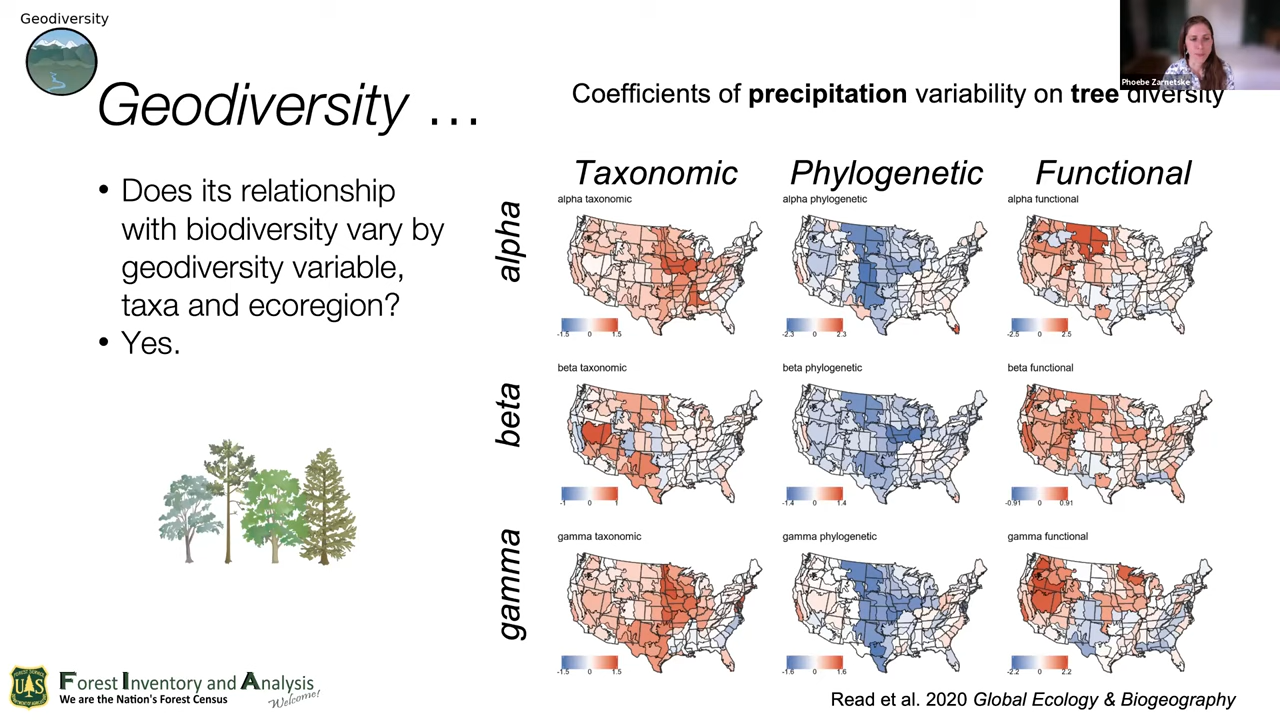 Geodiversity
Phoebe Zarnetske
Geodiversity …
Coefficients of precipitation variability on tree diversity
• Does its relationship
with biodiversity vary by
geodiversity variable,
taxa and ecoregion?
• Yes.
Taxonomic Phylogenetic Functional
alpha
alpha taxonomic
-1.5 0 1.5
alpha phylogenetic
-2.3 0 2.3
alpha functional
-2.5 0 2.5
beta
beta taxonomic
-1 0 1
beta phylogenetic
-1.4 0 1.4
beta functional
-0.91 0 0.91
gamma
gamma taxonomic
-1.5 0 1.5
gamma phylogenetic
-1.6 0 1.6
gamma functional
-2.2 0 2.2
UAS
Forest Inventory and Analysis
We are the Nation's Forest Census
Welcome!
Read et al. 2020 Global Ecology & Biogeography